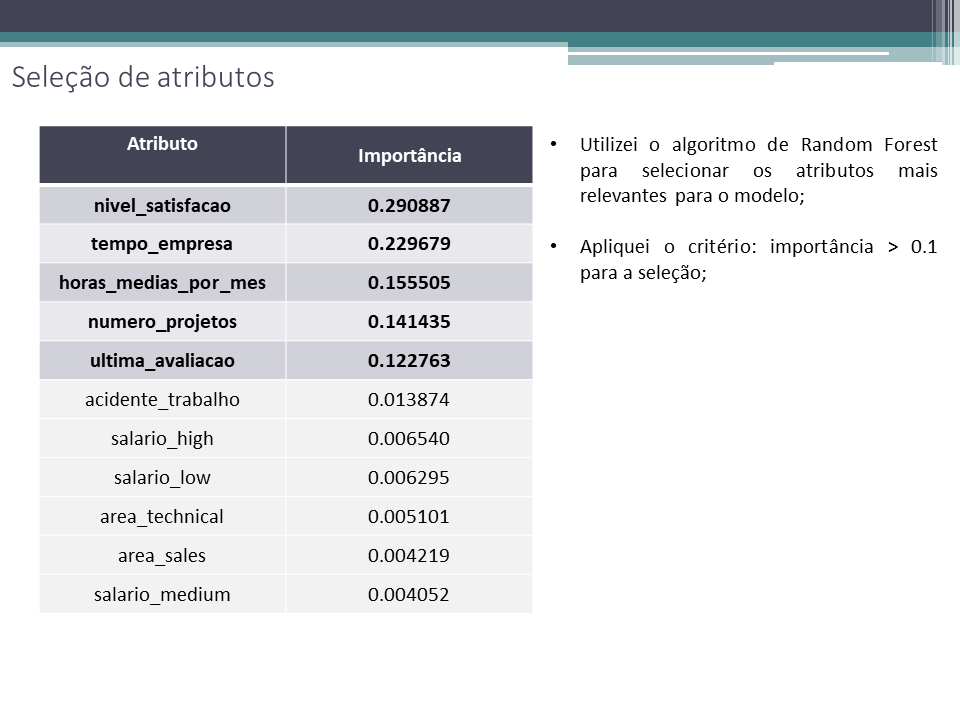 Seleção de atributos
Atributo Importância
nivel_satisfacao 0.290887
tempo_empresa 0.229679
horas_medias_por_mes 0.155505
numero_projetos 0.141435
ultima_avaliacao 0.122763
acidente_trabalho 0.013874
salario_high 0.006540
salario_low 0.006295
area_technical 0.005101
area_sales 0.004219
salario_medium 0.004052
• Utilizei o algoritmo de Random Forest
para selecionar os atributos mais
relevantes para o modelo;
• Apliquei o critério: importância > 0.1
para a seleção;